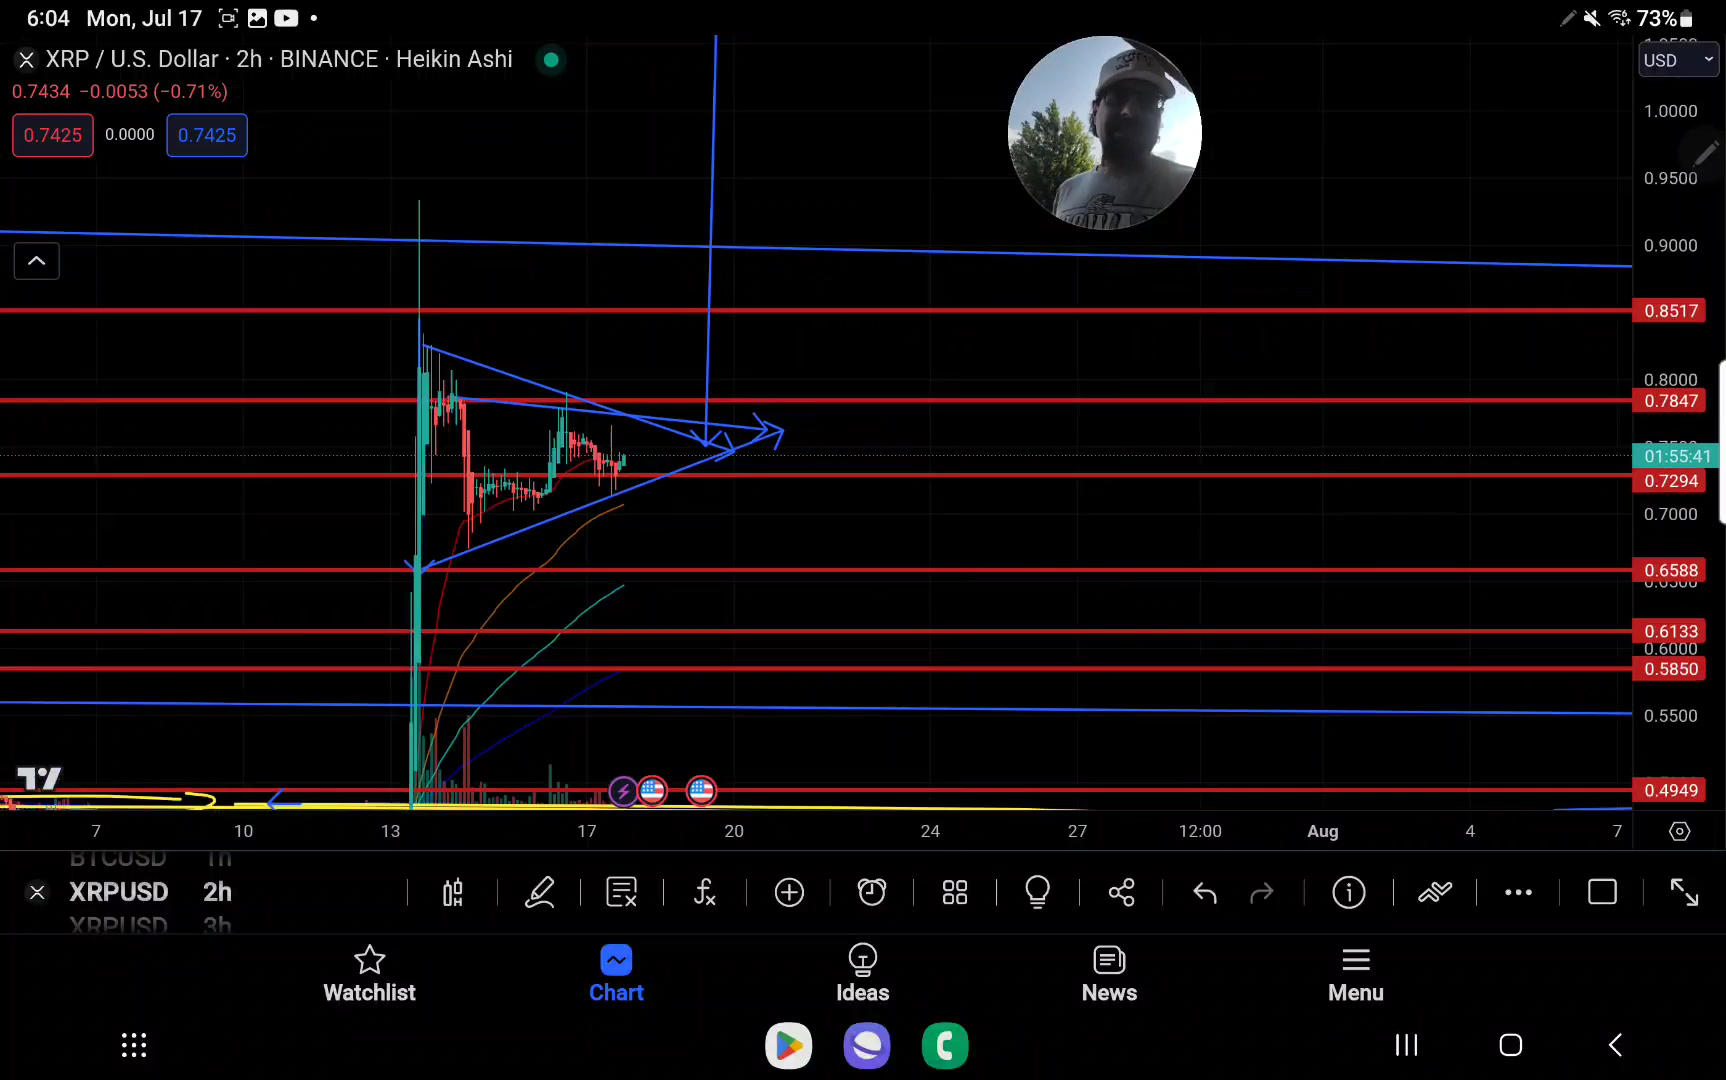 6:04 Mon, Jul 17
73%
XRP / U.S. Dollar · 2h · BINANCE · Heikin Ashi
USD
0.7434 −0.0053 (−0.71%)
0.7425 0.0000 0.7425
1.0000
0.9500
0.9000
0.8517
0.8000
0.7847
01:55:41
0.7294
0.7000
0.6588
0.6500
0.6133
0.6000
0.5850
0.5500
0.4949
7 10 13 17 20 24 27 12:00 Aug 4 7
BTCUSD 1h
XRPUSD 2h
XRPUSD 3h
Watchlist
Chart
Ideas
News
Menu